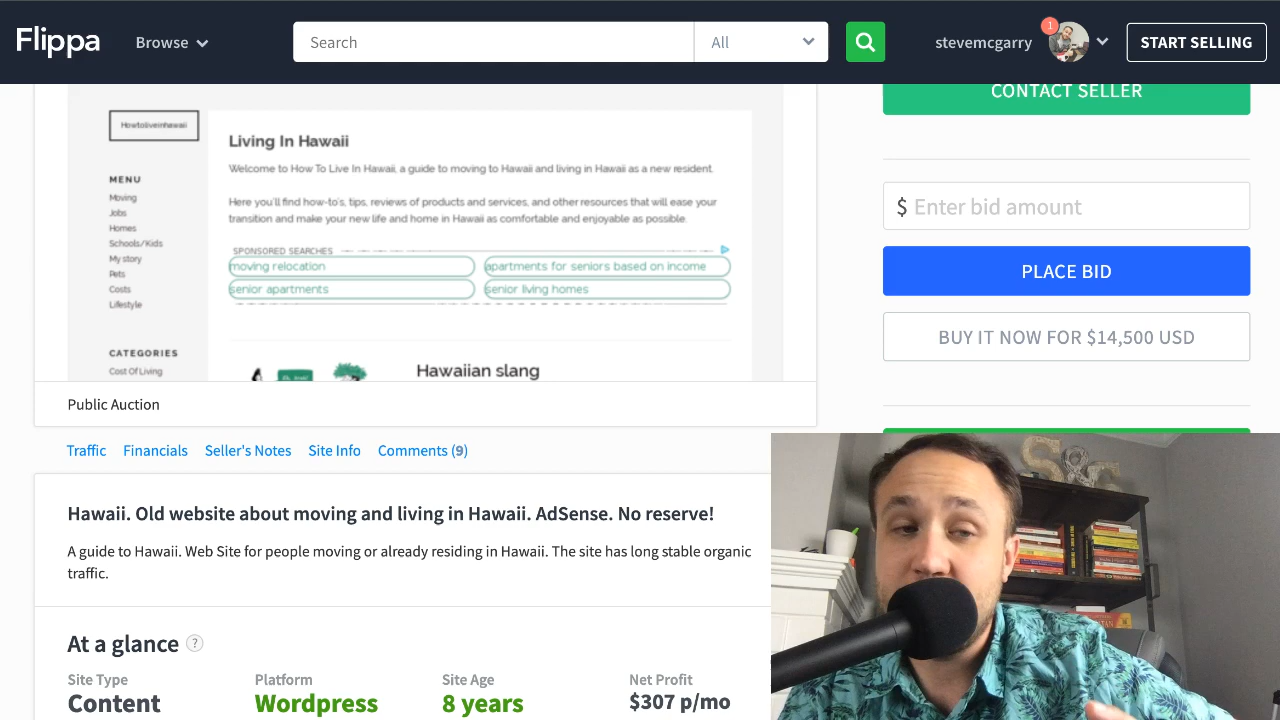 Flippa
Browse
Search
All
stevemcgarry
1
START SELLING
CONTACT SELLER
Howtoliveinhawaii
Living In Hawaii
Welcome to How To Live In Hawaii, a guide to moving to Hawaii and living in Hawaii as a new resident.
Here you'll find how-to's, tips, reviews of products and services, and other resources that will ease your
transition and make your new life and home in Hawaii as comfortable and enjoyable as possible.
MENU
Moving
Jobs
Homes
Schools/Kids
My story
Pets
Costs
Lifestyle
SPONSORED SEARCHES
moving relocation
apartments for seniors based on income
senior apartments
senior living homes
CATEGORIES
Cost Of Living
Hawaiian slang
$ Enter bid amount
PLACE BID
BUY IT NOW FOR $14,500 USD
Public Auction
Traffic Financials Seller's Notes Site Info Comments (9)
Hawaii. Old website about moving and living in Hawaii. AdSense. No reserve!
A guide to Hawaii. Web Site for people moving or already residing in Hawaii. The site has long stable organic
traffic.
At a glance ?
Site Type Platform Site Age Net Profit
Content Wordpress 8 years $307 p/mo
S&G